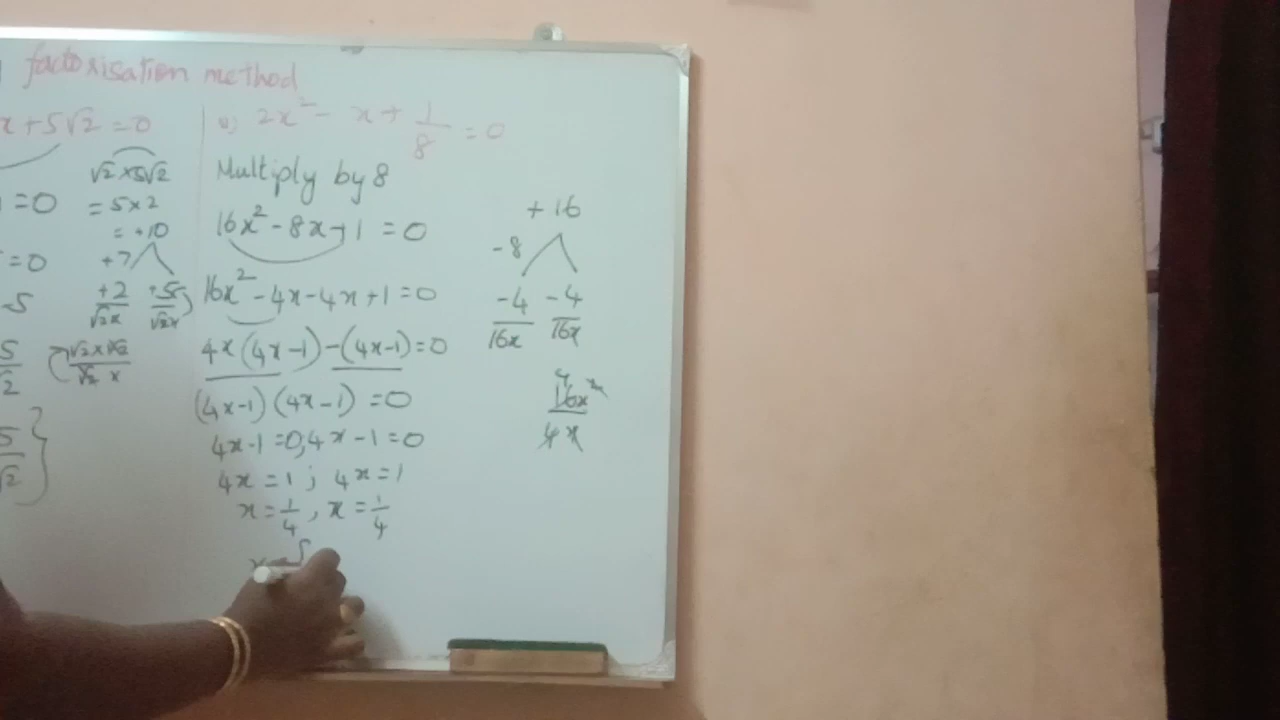 factorisation method
x + 5√2 = 0
√2 × 5√2
= 0
= 5 × 2
= +10
= 0
+7
-5
+2 +5
√2x √2x
5
√2
√2 × √2
√2 x
5
√2
v) 2x² - x + 1/8 = 0
Multiply by 8
16x² - 8x + 1 = 0
16x² - 4x - 4x + 1 = 0
4x (4x - 1) - (4x - 1) = 0
(4x - 1) (4x - 1) = 0
4x - 1 = 0, 4x - 1 = 0
4x = 1 ; 4x = 1
x = 1/4 , x = 1/4
x =
+ 16
- 8
-4 -4
16x 16x
4
16x²
4x